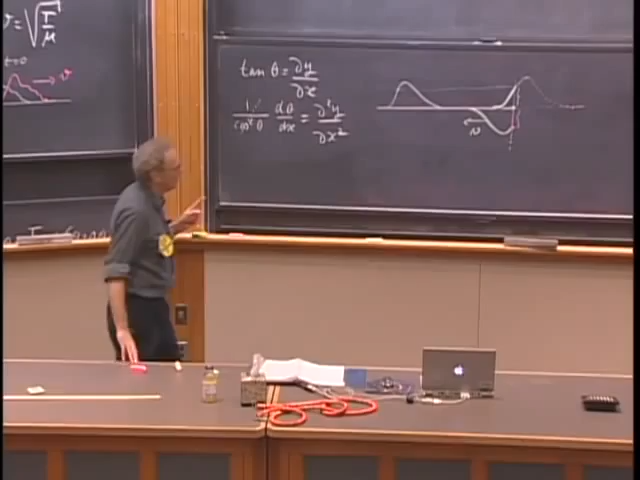 v = √T/μ
t=0
v
tan θ = ∂y/∂x
1/cos²θ dθ/dx = ∂²y/∂x²
v